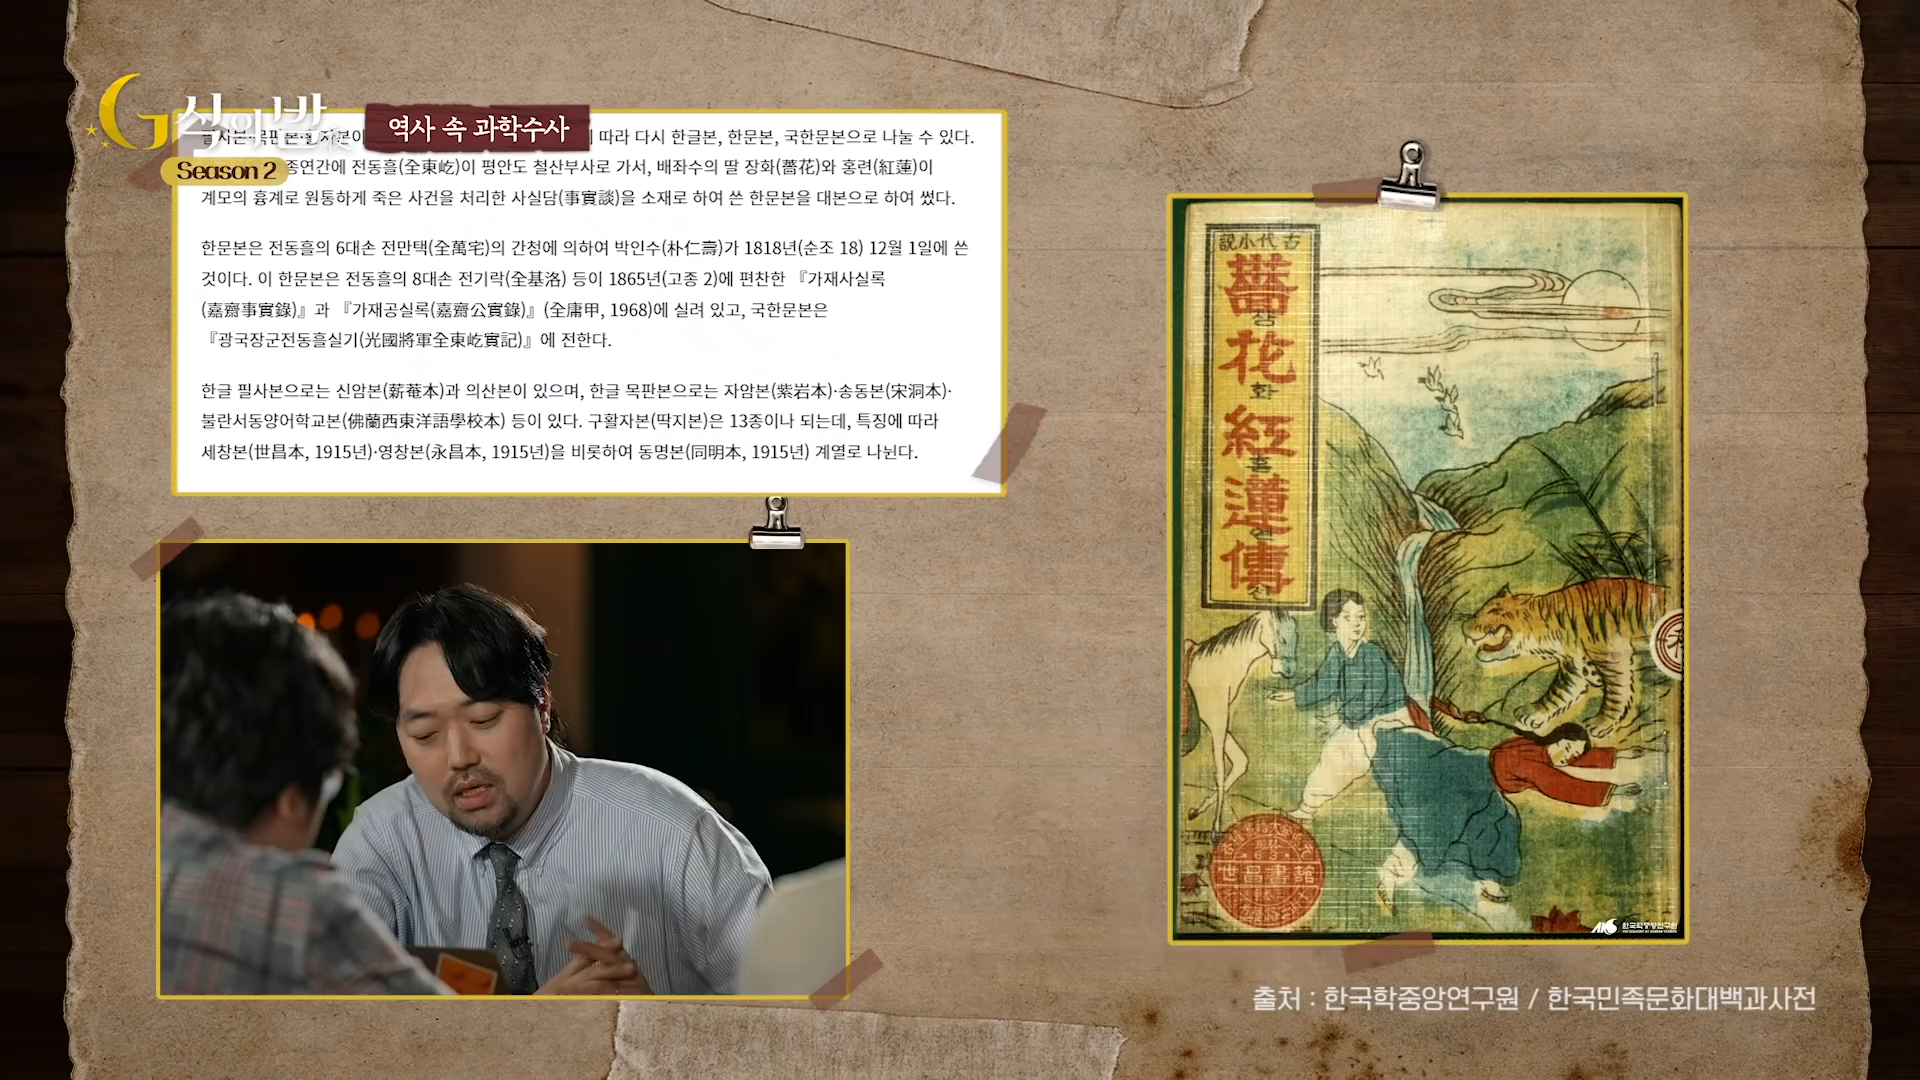 G식의 밤
Season 2
역사 속 과학수사
따라 다시 한글본, 한문본, 국한문본으로 나눌 수 있다.
종연간에 전동흘(全東屹)이 평안도 철산부사로 가서, 배좌수의 딸 장화(薔花)와 홍련(紅蓮)이
계모의 흉계로 원통하게 죽은 사건을 처리한 사실담(事實談)을 소재로 하여 쓴 한문본을 대본으로 하여 썼다.
한문본은 전동흘의 6대손 전만택(全萬宅)의 간청에 의하여 박인수(朴仁壽)가 1818년(순조 18) 12월 1일에 쓴
것이다. 이 한문본은 전동흘의 8대손 전기락(全基洛) 등이 1865년(고종 2)에 편찬한 『가재사실록
(嘉齋事實錄)』과 『가재공실록(嘉齋公實錄)』(全庸甲, 1968)에 실려 있고, 국한문본은
『광국장군전동흘실기(光國將軍全東屹實記)』에 전한다.
한글 필사본으로는 신암본(薪菴本)과 의산본이 있으며, 한글 목판본으로는 자암본(紫岩本)·송동본(宋洞本)·
불란서동양어학교본(佛蘭西東洋語學校本) 등이 있다. 구활자본(딱지본)은 13종이나 되는데, 특징에 따라
세창본(世昌本, 1915년)·영창본(永昌本, 1915년)을 비롯하여 동명본(同明本, 1915년) 계열로 나뉜다.
古代小説
薔花紅蓮傳
世昌書舘
한국학중앙연구원
출처 : 한국학중앙연구원 / 한국민족문화대백과사전